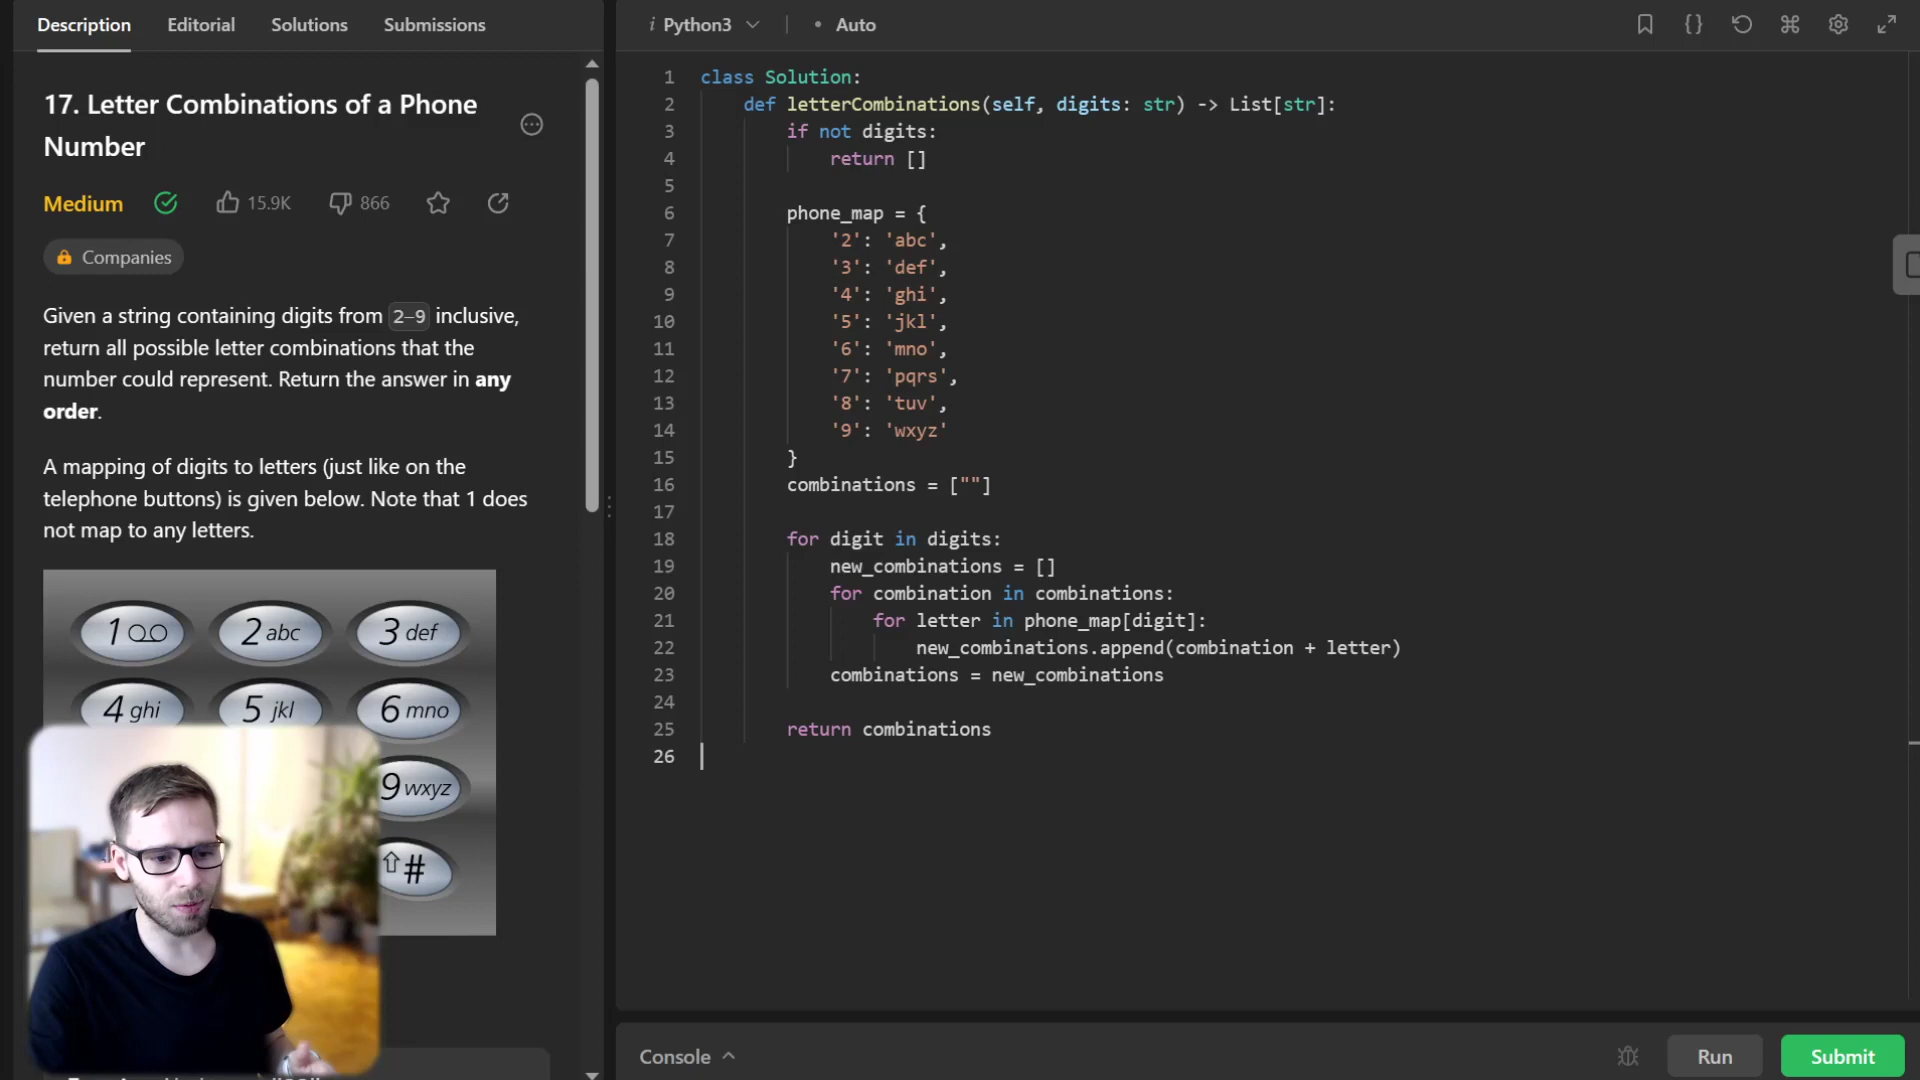 Description Editorial Solutions Submissions
17. Letter Combinations of a Phone
Number
Medium 15.9K 866
Companies
Given a string containing digits from 2-9 inclusive,
return all possible letter combinations that the
number could represent. Return the answer in any
order.
A mapping of digits to letters (just like on the
telephone buttons) is given below. Note that 1 does
not map to any letters.
1 2 abc 3 def
4 ghi 5 jkl 6 mno
9 wxyz
#
i Python3 • Auto
1 class Solution:
2 def letterCombinations(self, digits: str) -> List[str]:
3 if not digits:
4 return []
5
6 phone_map = {
7 '2': 'abc',
8 '3': 'def',
9 '4': 'ghi',
10 '5': 'jkl',
11 '6': 'mno',
12 '7': 'pqrs',
13 '8': 'tuv',
14 '9': 'wxyz'
15 }
16 combinations = [""]
17
18 for digit in digits:
19 new_combinations = []
20 for combination in combinations:
21 for letter in phone_map[digit]:
22 new_combinations.append(combination + letter)
23 combinations = new_combinations
24
25 return combinations
26
Console Run Submit